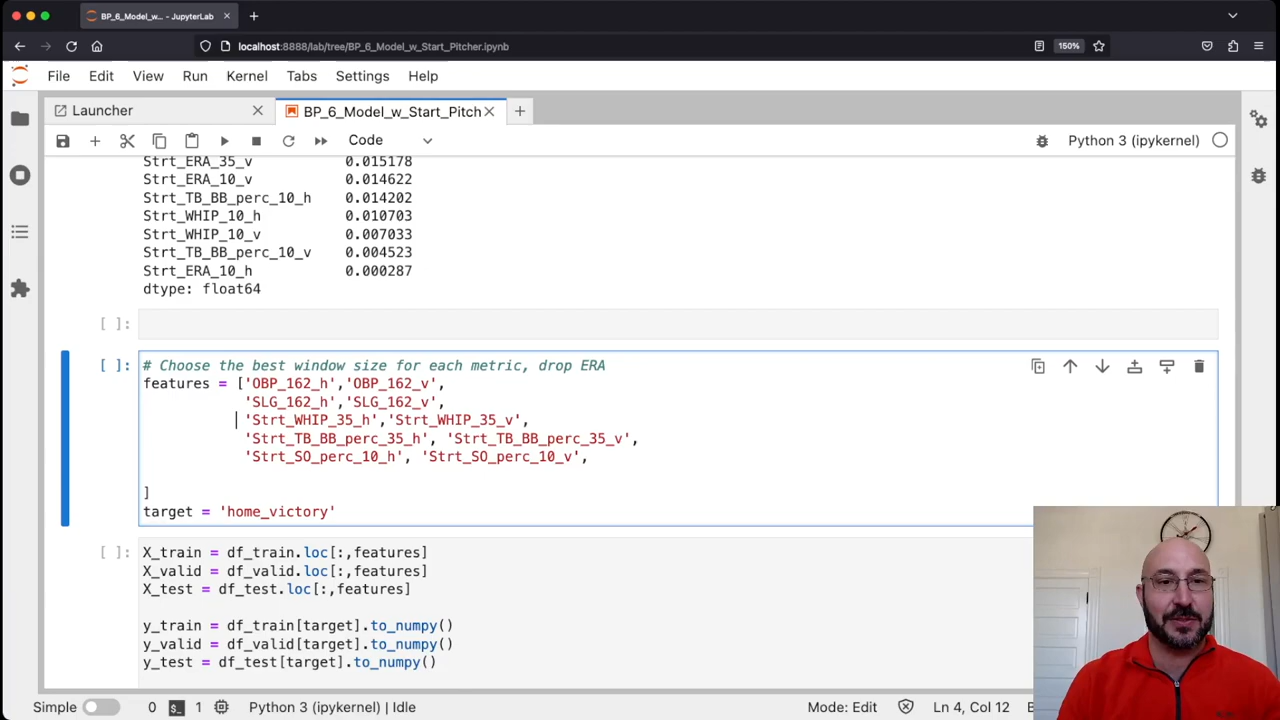 BP_6_Model_w... - JupyterLab
localhost:8888/lab/tree/BP_6_Model_w_Start_Pitcher.ipynb
150%
File Edit View Run Kernel Tabs Settings Help
Launcher
BP_6_Model_w_Start_Pitch
Code
Python 3 (ipykernel)
Strt_ERA_35_v 0.015178
Strt_ERA_10_v 0.014622
Strt_TB_BB_perc_10_h 0.014202
Strt_WHIP_10_h 0.010703
Strt_WHIP_10_v 0.007033
Strt_TB_BB_perc_10_v 0.004523
Strt_ERA_10_h 0.000287
dtype: float64
[ ]:
[ ]: # Choose the best window size for each metric, drop ERA
features = ['OBP_162_h','OBP_162_v',
'SLG_162_h','SLG_162_v',
'Strt_WHIP_35_h','Strt_WHIP_35_v',
'Strt_TB_BB_perc_35_h', 'Strt_TB_BB_perc_35_v',
'Strt_SO_perc_10_h', 'Strt_SO_perc_10_v',
]
target = 'home_victory'
[ ]: X_train = df_train.loc[:,features]
X_valid = df_valid.loc[:,features]
X_test = df_test.loc[:,features]
y_train = df_train[target].to_numpy()
y_valid = df_valid[target].to_numpy()
y_test = df_test[target].to_numpy()
Simple 0 1 Python 3 (ipykernel) | Idle Mode: Edit Ln 4, Col 12